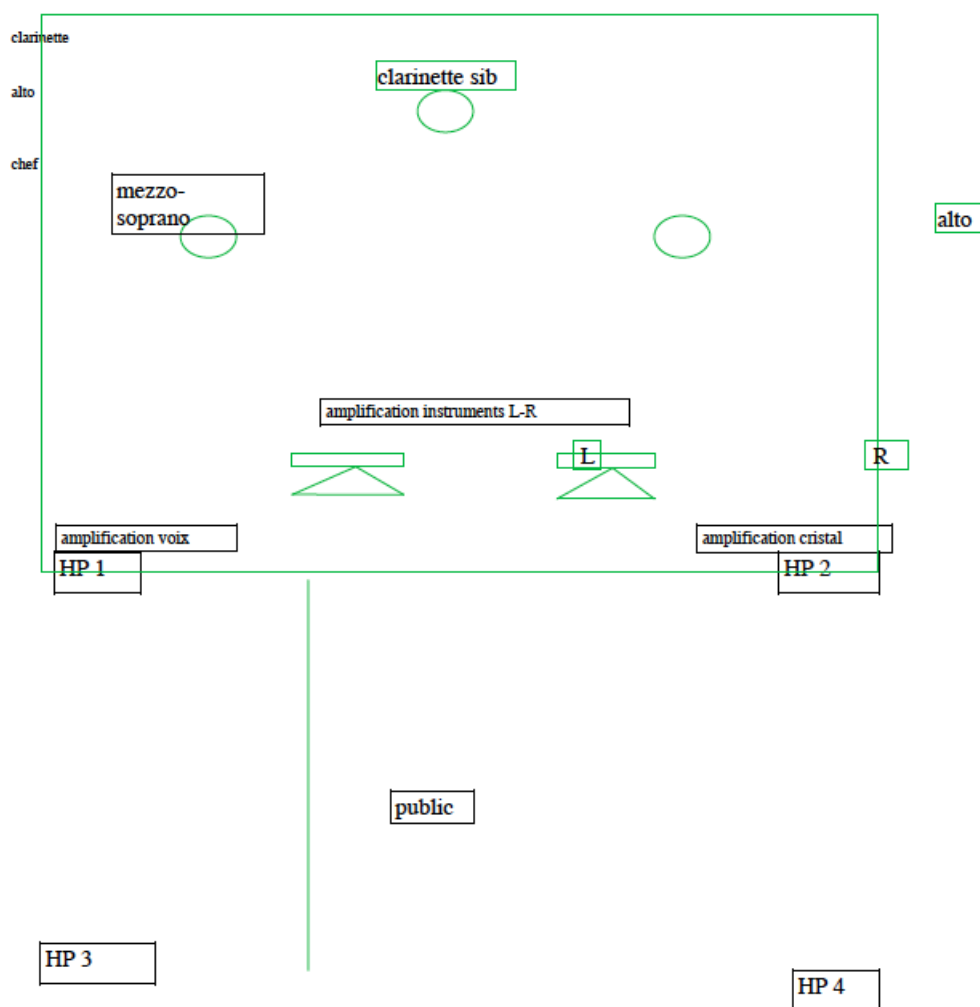 clarinette
clarinette sib
alto
chef
mezzo-
soprano
alto
amplification instruments L-R
L
R
amplification voix
amplification cristal
HP 1
HP 2
public
HP 3
HP 4